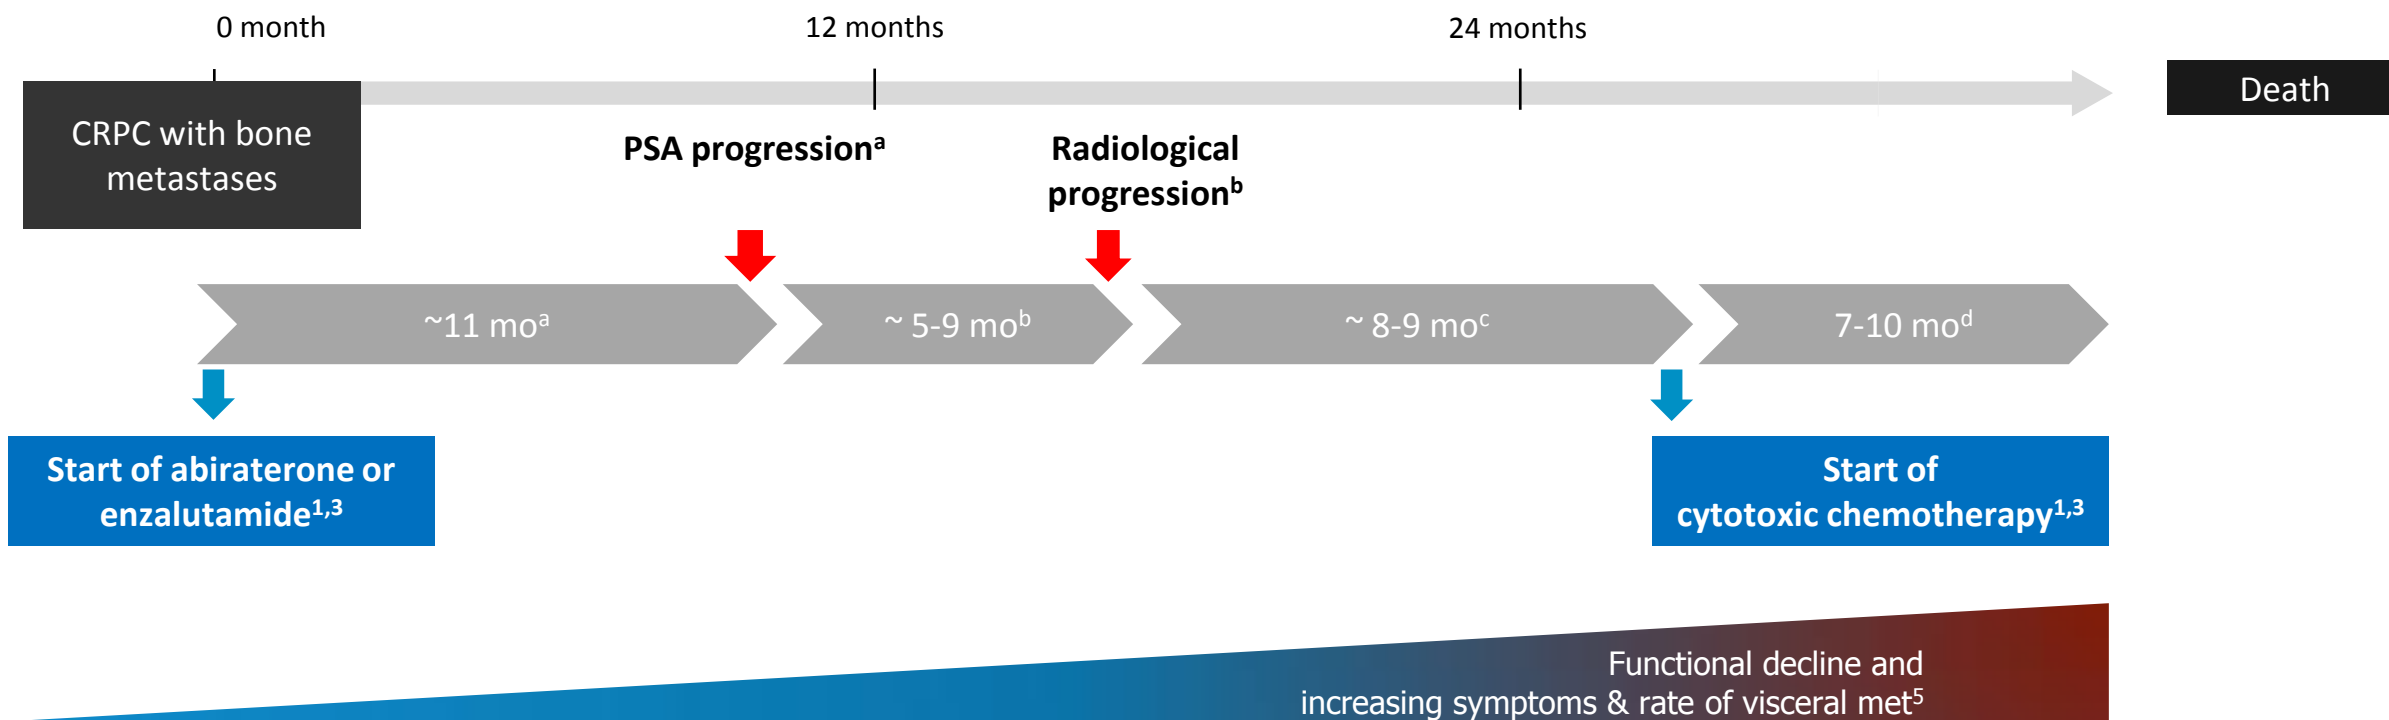 0 month
12 months
24 months
Death
CRPC with bone
metastases
PSA progressionᵃ
Radiological
progressionᵇ
~11 moᵃ
~ 5-9 moᵇ
~ 8-9 moᶜ
7-10 moᵈ
Start of abiraterone or
enzalutamide¹,³
Start of
cytotoxic chemotherapy¹,³
Functional decline and
increasing symptoms & rate of visceral met⁵